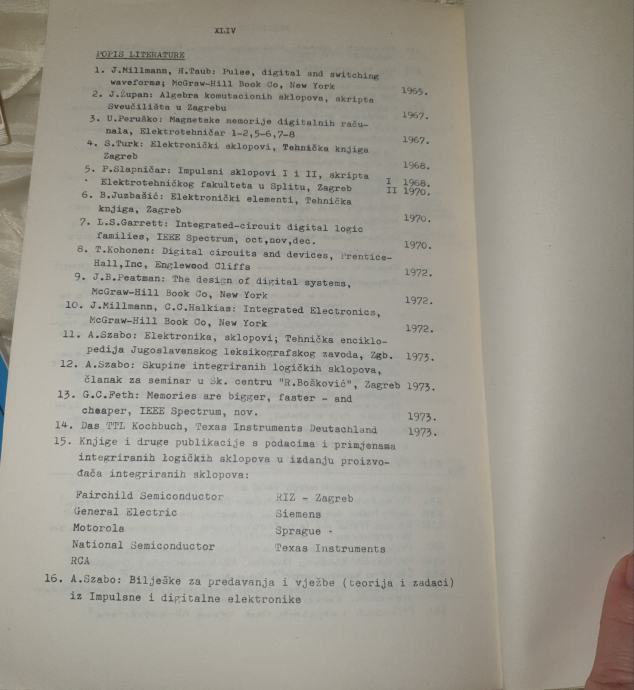 XLIV
POPIS LITERATURE
1. J.Millmann, H.Taub: Pulse, digital and switching
waveforms; McGraw-Hill Book Co, New York 1965.
2. J.Župan: Algebra komutacionih sklopova, skripta
Sveučilišta u Zagrebu 1967.
3. U.Peruško: Magnetske memorije digitalnih raču-
nala, Elektrotehničar 1-2,5-6,7-8 1967.
4. S.Turk: Elektronički sklopovi, Tehnička knjiga
Zagreb 1968.
5. P.Slapničar: Impulsni sklopovi I i II, skripta I 1968.
Elektrotehničkog fakulteta u Splitu, Zagreb II 1970.
6. B.Juzbašić: Elektronički elementi, Tehnička
knjiga, Zagreb 1970.
7. L.S.Garrett: Integrated-circuit digital logic
families, IEEE Spectrum, oct,nov,dec. 1970.
8. T.Kohonen: Digital circuits and devices, Prentice-
Hall,Inc, Englewood Cliffs 1972.
9. J.B.Peatman: The design of digital systems,
McGraw-Hill Book Co, New York 1972.
10. J.Millmann, C.C.Halkias: Integrated Electronics,
McGraw-Hill Book Co, New York 1972.
11. A.Szabo: Elektronika, sklopovi; Tehnička enciklo-
pedija Jugoslavenskog leksikografskog zavoda, Zgb. 1973.
12. A.Szabo: Skupine integriranih logičkih sklopova,
članak za seminar u Šk. centru "R.Bošković", Zagreb 1973.
13. G.C.Feth: Memories are bigger, faster - and
cheaper, IEEE Spectrum, nov. 1973.
14. Das TTL Kochbuch, Texas Instruments Deutschland 1973.
15. Knjige i druge publikacije s podacima i primjenama
integriranih logičkih sklopova u izdanju proizvo-
đača integriranih sklopova:
Fairchild Semiconductor RIZ - Zagreb
General Electric Siemens
Motorola Sprague
National Semiconductor Texas Instruments
RCA
16. A.Szabo: Bilješke za predavanja i vježbe (teorija i zadaci)
iz Impulsne i digitalne elektronike